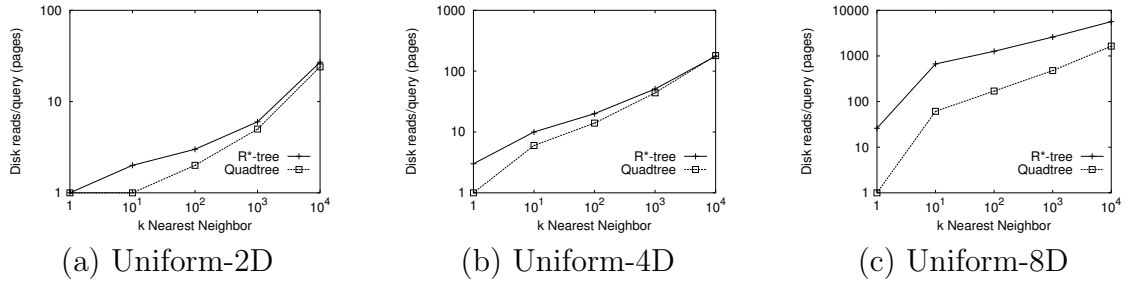 Disk reads/query (pages)
100
10
1
R*-tree
Quadtree
1 10^1 10^2 10^3 10^4
k Nearest Neighbor
(a) Uniform-2D
Disk reads/query (pages)
1000
100
10
1
R*-tree
Quadtree
1 10^1 10^2 10^3 10^4
k Nearest Neighbor
(b) Uniform-4D
Disk reads/query (pages)
10000
1000
100
10
1
R*-tree
Quadtree
1 10^1 10^2 10^3 10^4
k Nearest Neighbor
(c) Uniform-8D